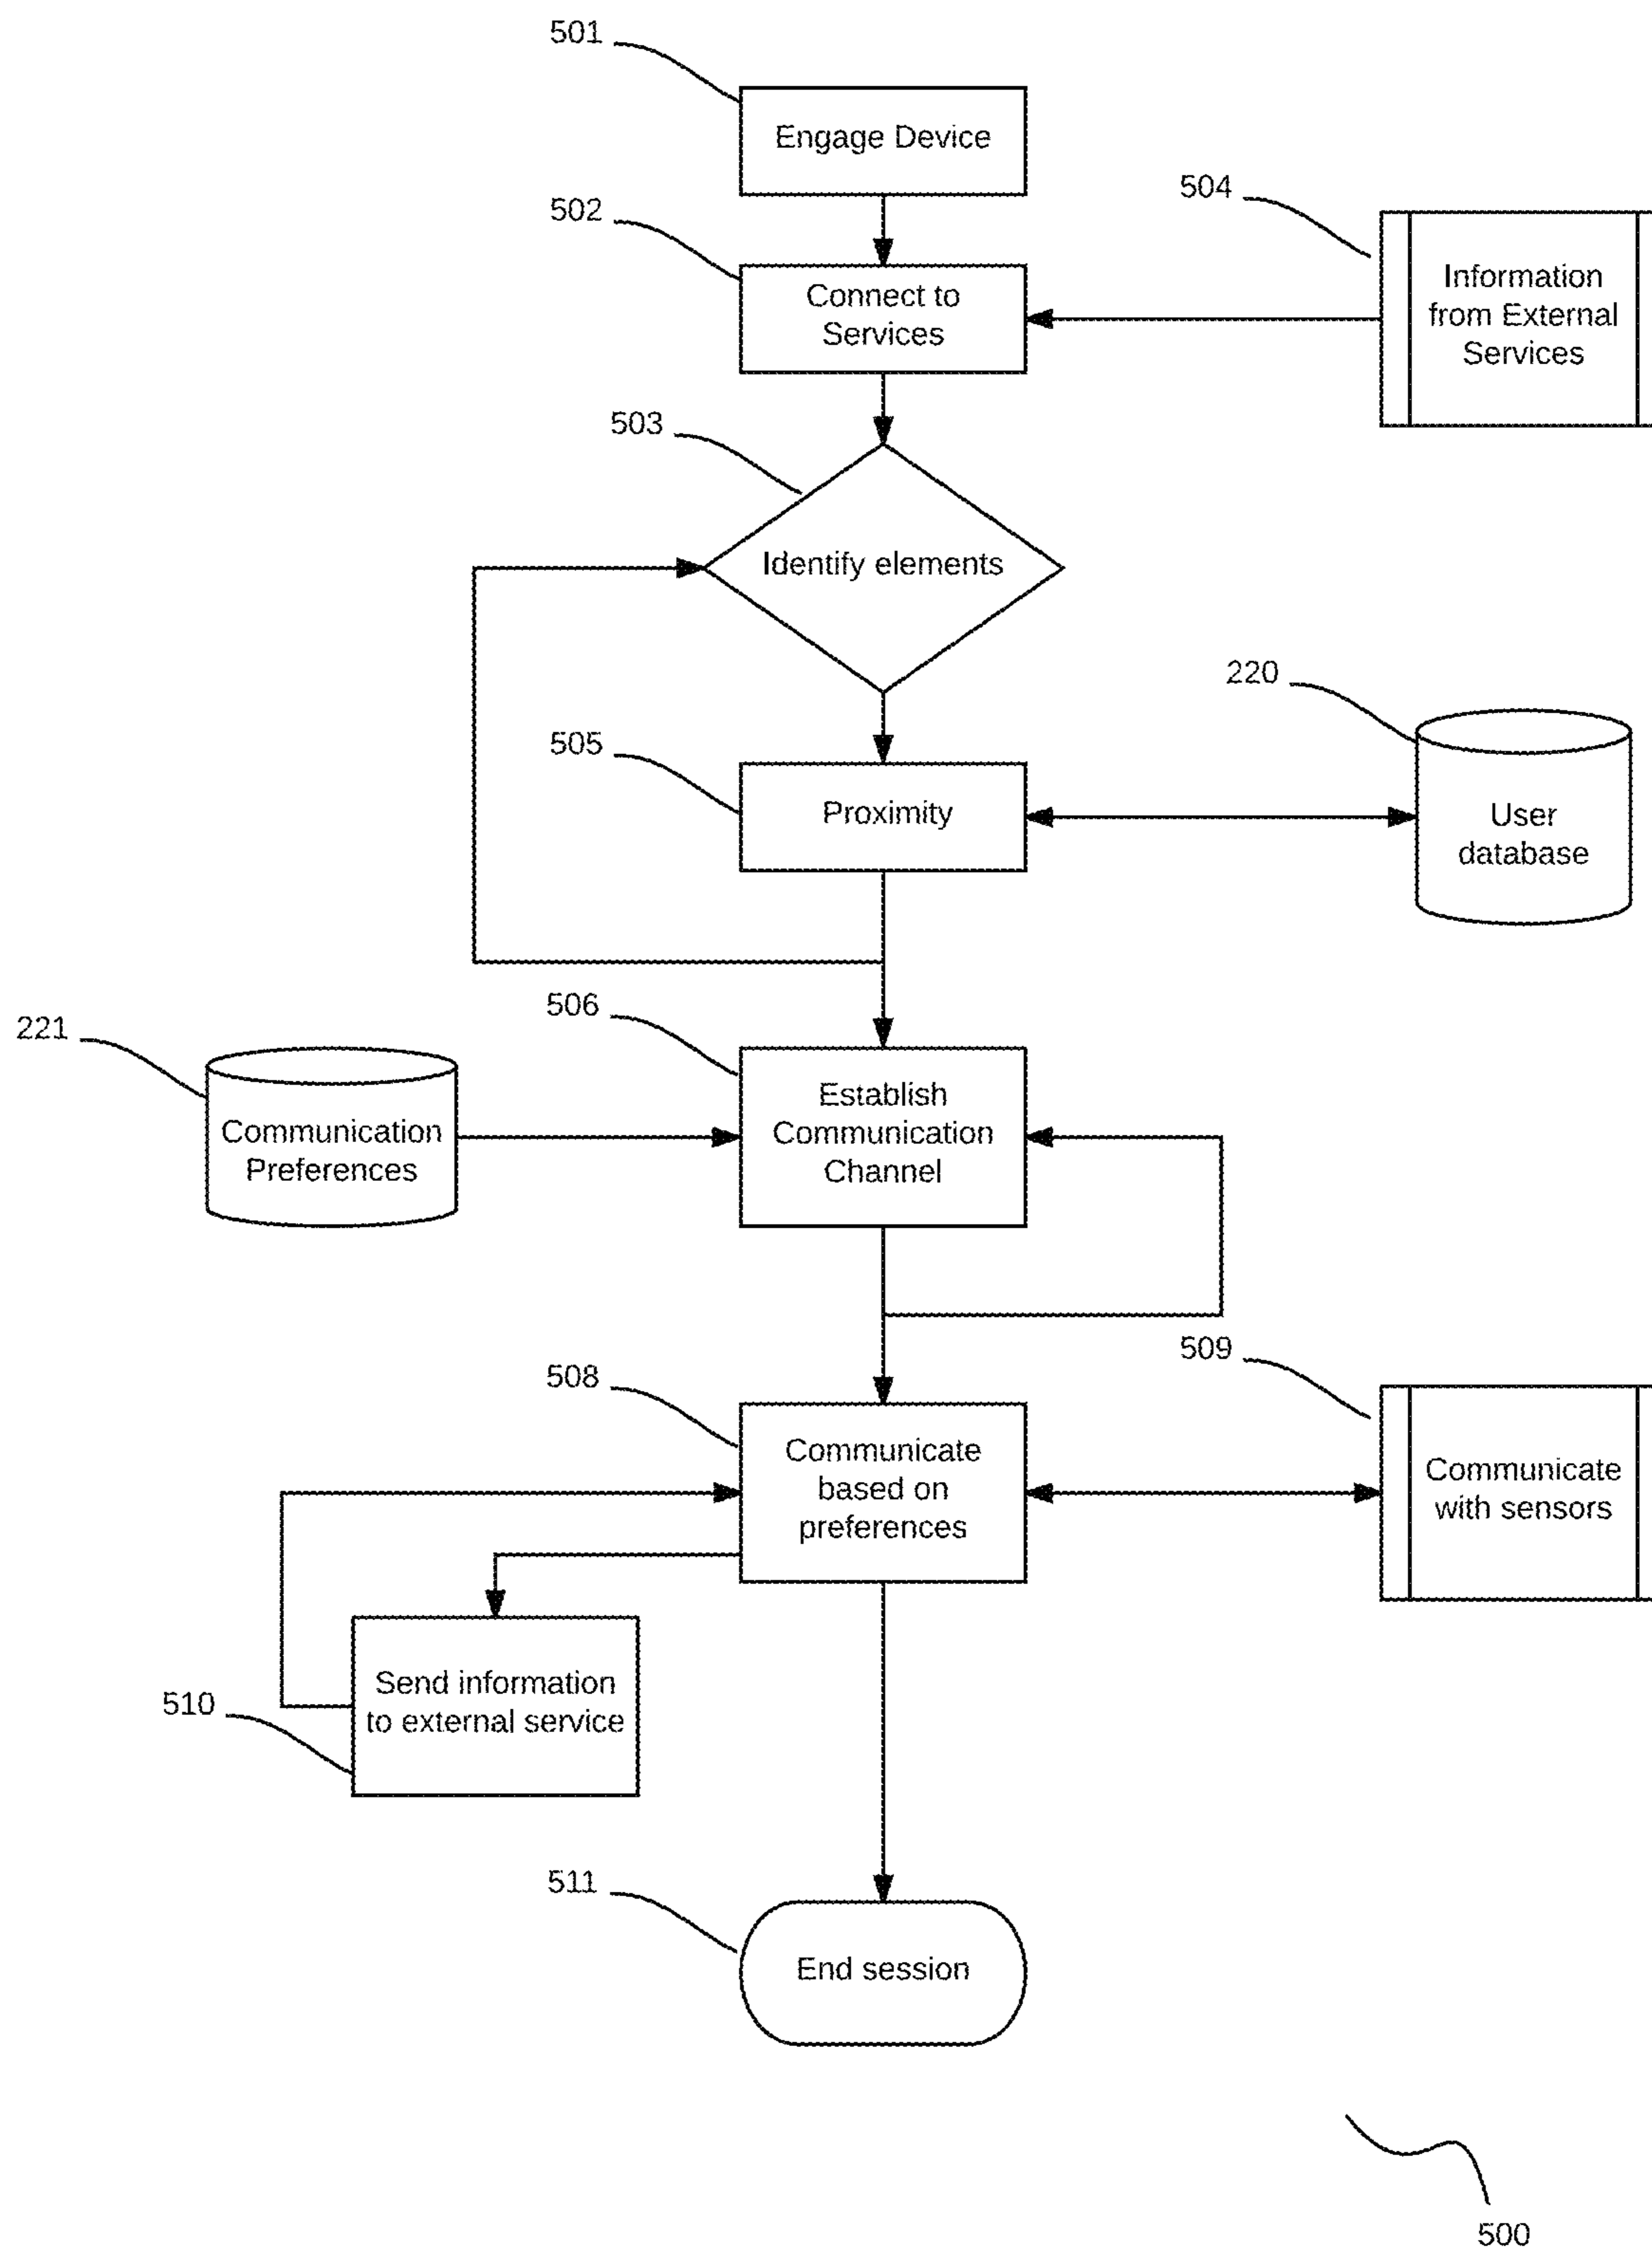 501
Engage Device
502
Connect to
Services
504
Information
from External
Services
503
Identify elements
505
Proximity
220
User
database
221
Communication
Preferences
506
Establish
Communication
Channel
508
Communicate
based on
preferences
509
Communicate
with sensors
510
Send information
to external service
511
End session
500